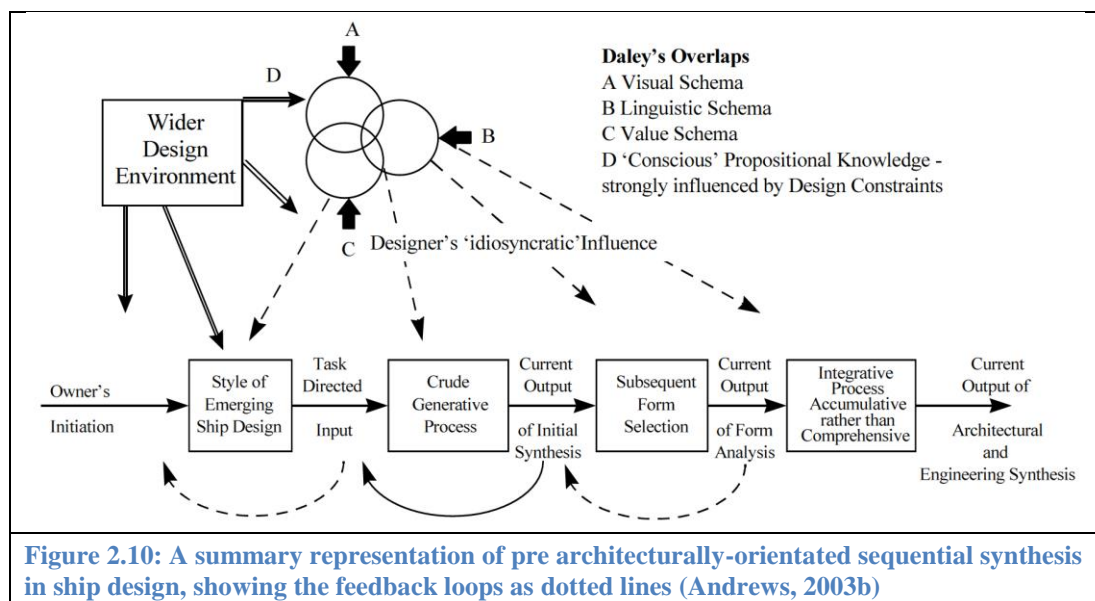 A
D
Wider
Design
Environment
B
C
Daley's Overlaps
A Visual Schema
B Linguistic Schema
C Value Schema
D 'Conscious' Propositional Knowledge -
strongly influenced by Design Constraints
Designer's 'idiosyncratic'Influence
Owner's
Initiation
Style of
Emerging
Ship Design
Task
Directed
Input
Crude
Generative
Process
Current
Output
of Initial
Synthesis
Subsequent
Form
Selection
Current
Output
of Form
Analysis
Integrative
Process
Accumulative
rather than
Comprehensive
Current
Output of
Architectural
and
Engineering Synthesis
Figure 2.10: A summary representation of pre architecturally-orientated sequential synthesis
in ship design, showing the feedback loops as dotted lines (Andrews, 2003b)